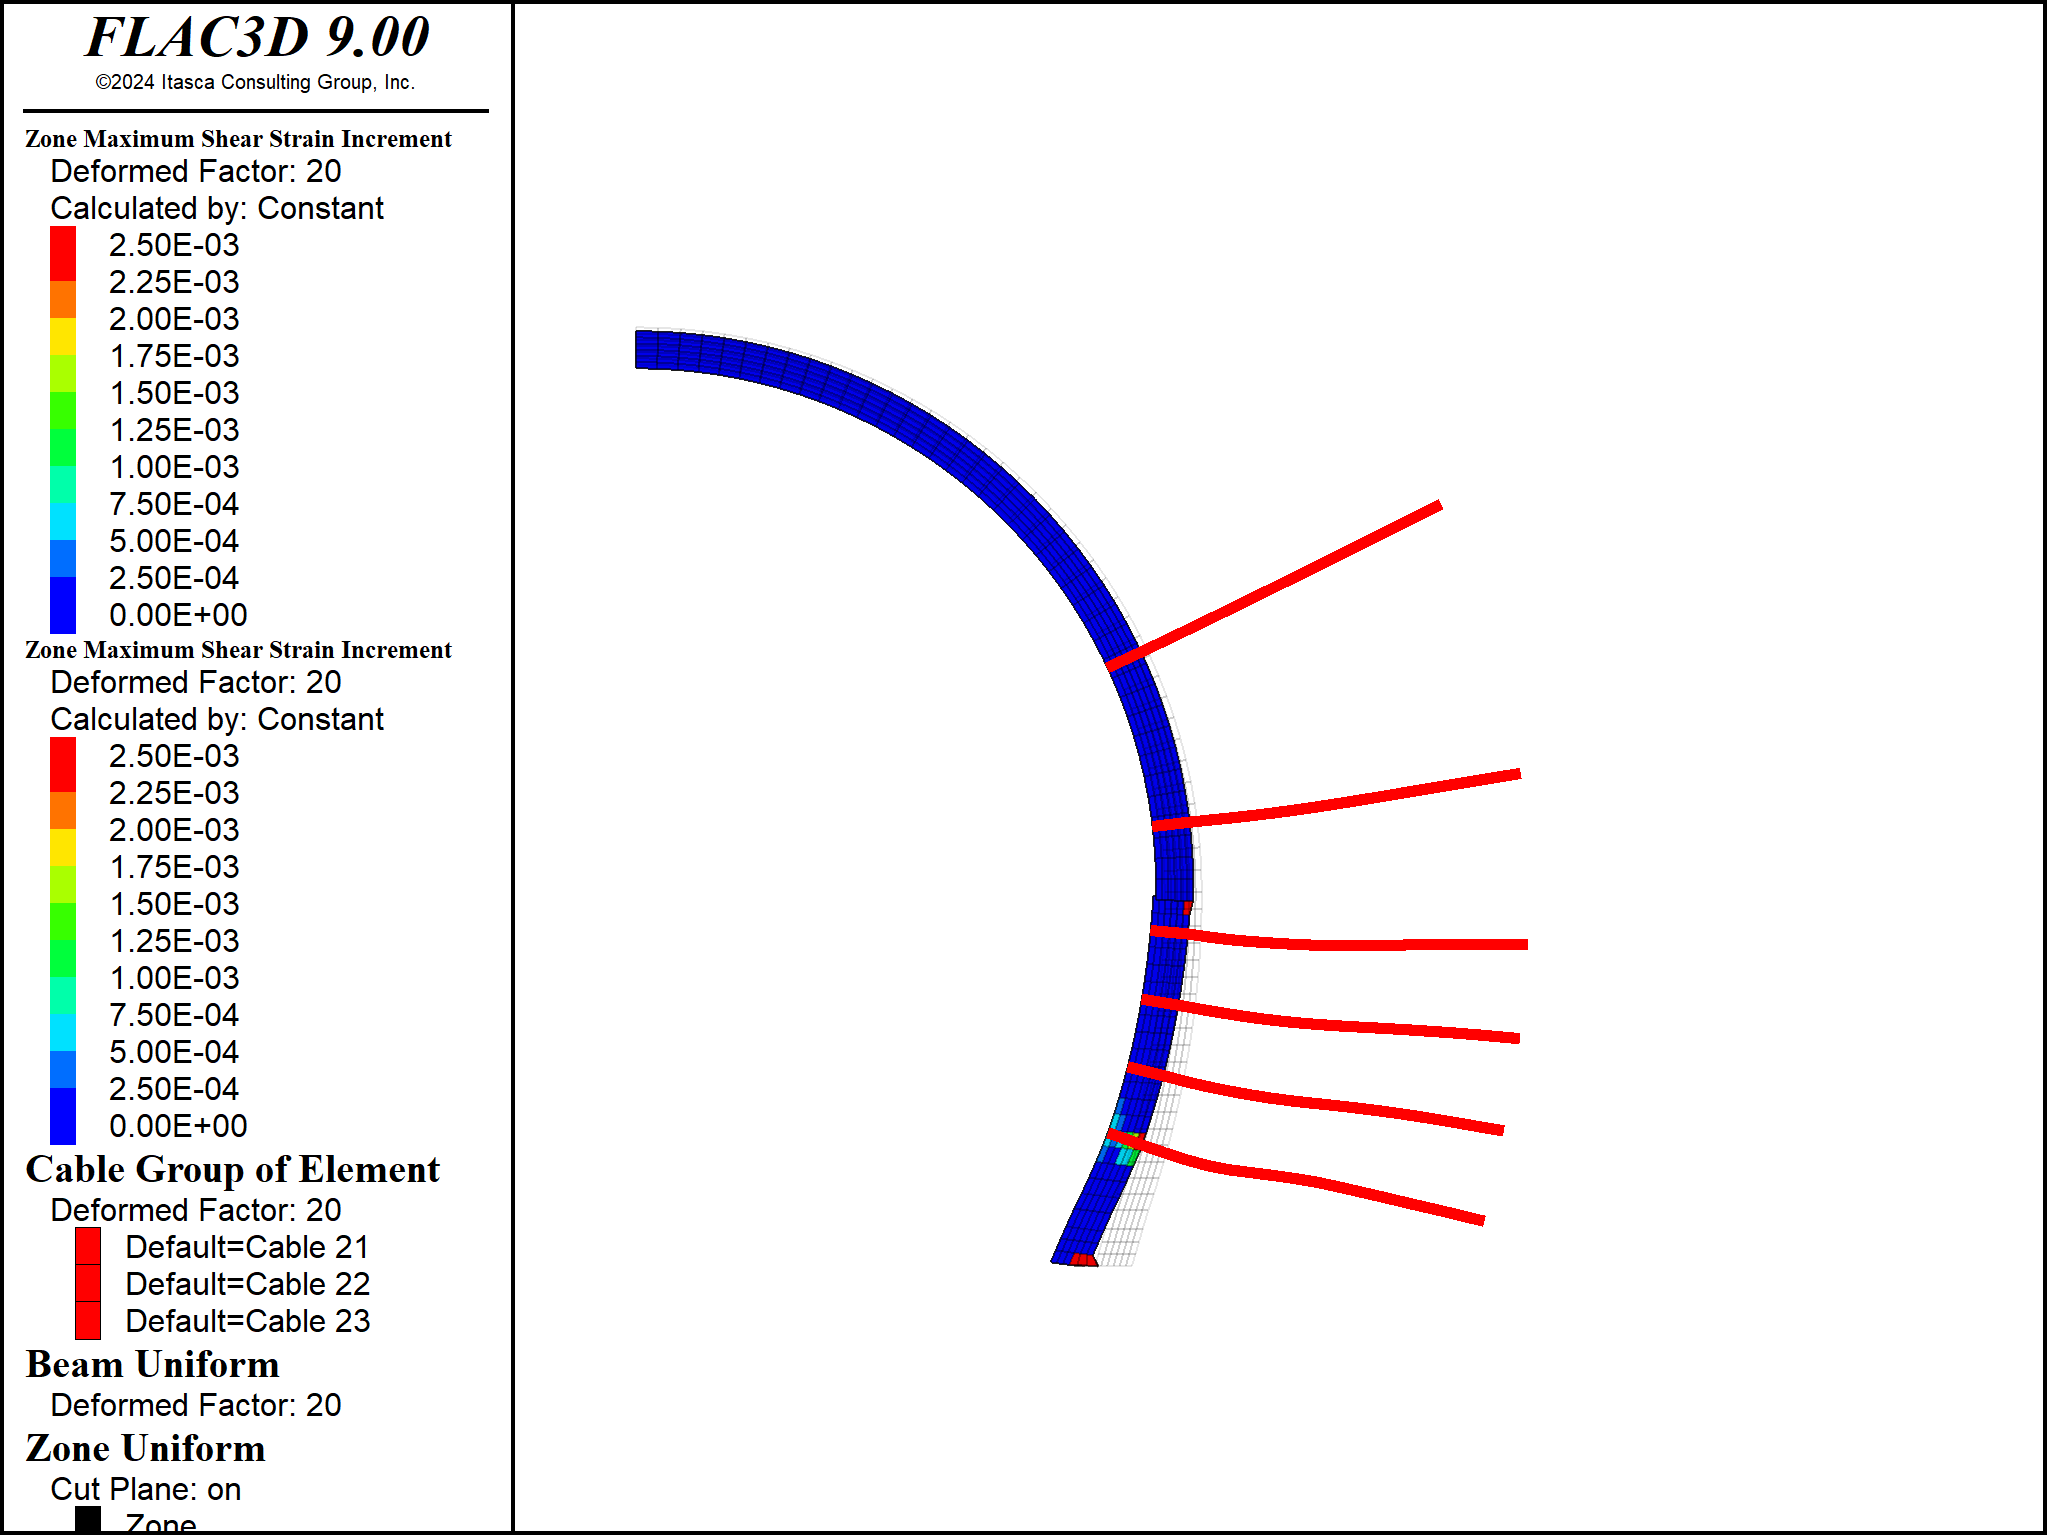 FLAC3D 9.00
©2024 Itasca Consulting Group, Inc.
Zone Maximum Shear Strain Increment
Deformed Factor: 20
Calculated by: Constant
2.50E-03
2.25E-03
2.00E-03
1.75E-03
1.50E-03
1.25E-03
1.00E-03
7.50E-04
5.00E-04
2.50E-04
0.00E+00
Zone Maximum Shear Strain Increment
Deformed Factor: 20
Calculated by: Constant
2.50E-03
2.25E-03
2.00E-03
1.75E-03
1.50E-03
1.25E-03
1.00E-03
7.50E-04
5.00E-04
2.50E-04
0.00E+00
Cable Group of Element
Deformed Factor: 20
Default=Cable 21
Default=Cable 22
Default=Cable 23
Beam Uniform
Deformed Factor: 20
Zone Uniform
Cut Plane: on
Zone